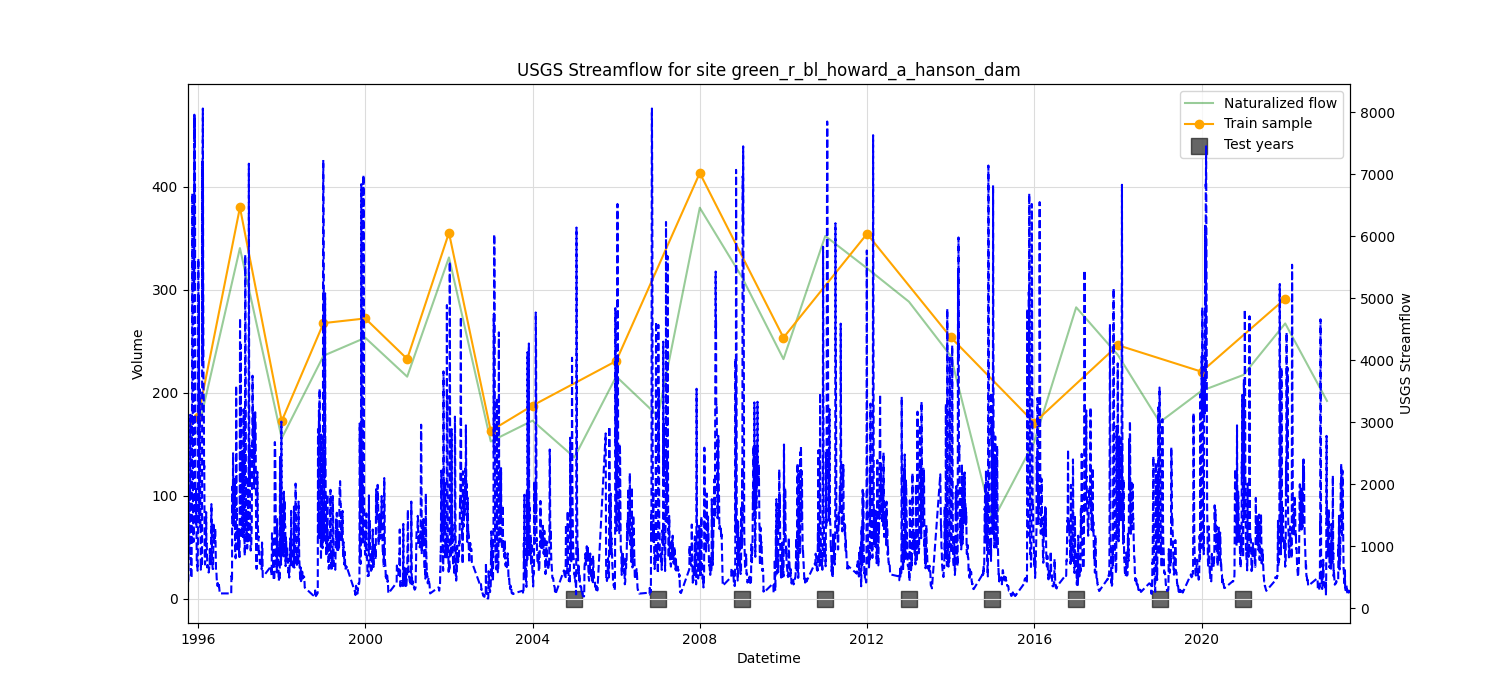 USGS Streamflow for site green_r_bl_howard_a_hanson_dam
Naturalized flow
Train sample
Test years
Volume
400
300
200
100
0
USGS Streamflow
8000
7000
6000
5000
4000
3000
2000
1000
0
1996 2000 2004 2008 2012 2016 2020
Datetime